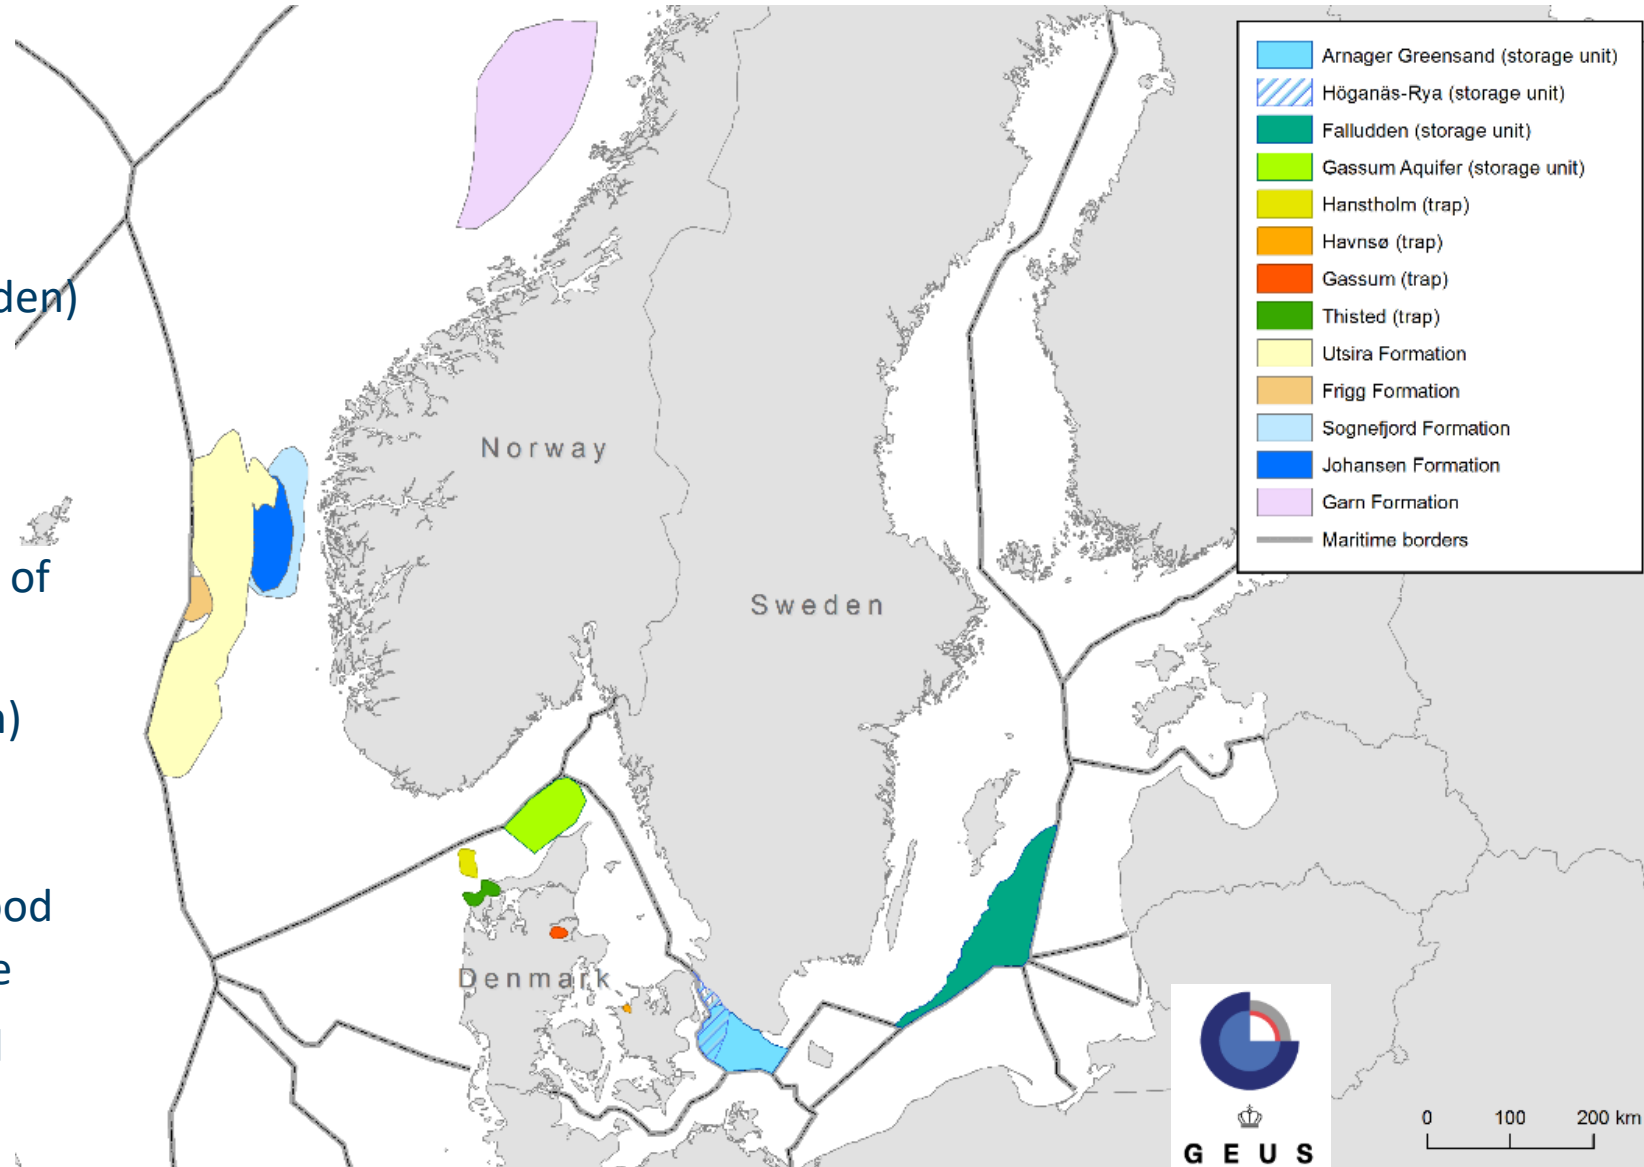 den)
of
n)
ood
e
Norway
Sweden
Denmark
Arnager Greensand (storage unit)
Höganäs-Rya (storage unit)
Falludden (storage unit)
Gassum Aquifer (storage unit)
Hanstholm (trap)
Havnsø (trap)
Gassum (trap)
Thisted (trap)
Utsira Formation
Frigg Formation
Sognefjord Formation
Johansen Formation
Garn Formation
Maritime borders
GEUS
0 100 200 km